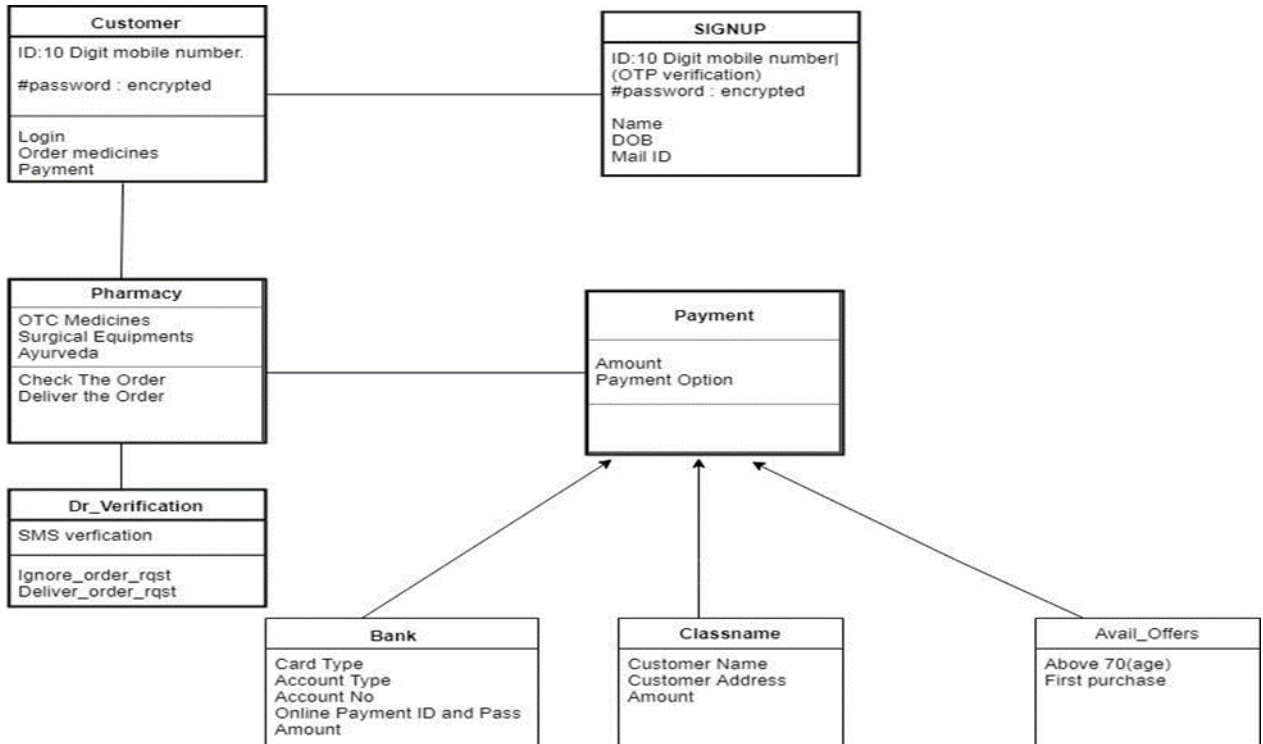 Customer
ID:10 Digit mobile number.
#password : encrypted
Login
Order medicines
Payment
SIGNUP
ID:10 Digit mobile number|
(OTP verification)
#password : encrypted
Name
DOB
Mail ID
Pharmacy
OTC Medicines
Surgical Equipments
Ayurveda
Check The Order
Deliver the Order
Payment
Amount
Payment Option
Dr_Verification
SMS verfication
Ignore_order_rqst
Deliver_order_rqst
Bank
Card Type
Account Type
Account No
Online Payment ID and Pass
Amount
Classname
Customer Name
Customer Address
Amount
Avail_Offers
Above 70(age)
First purchase